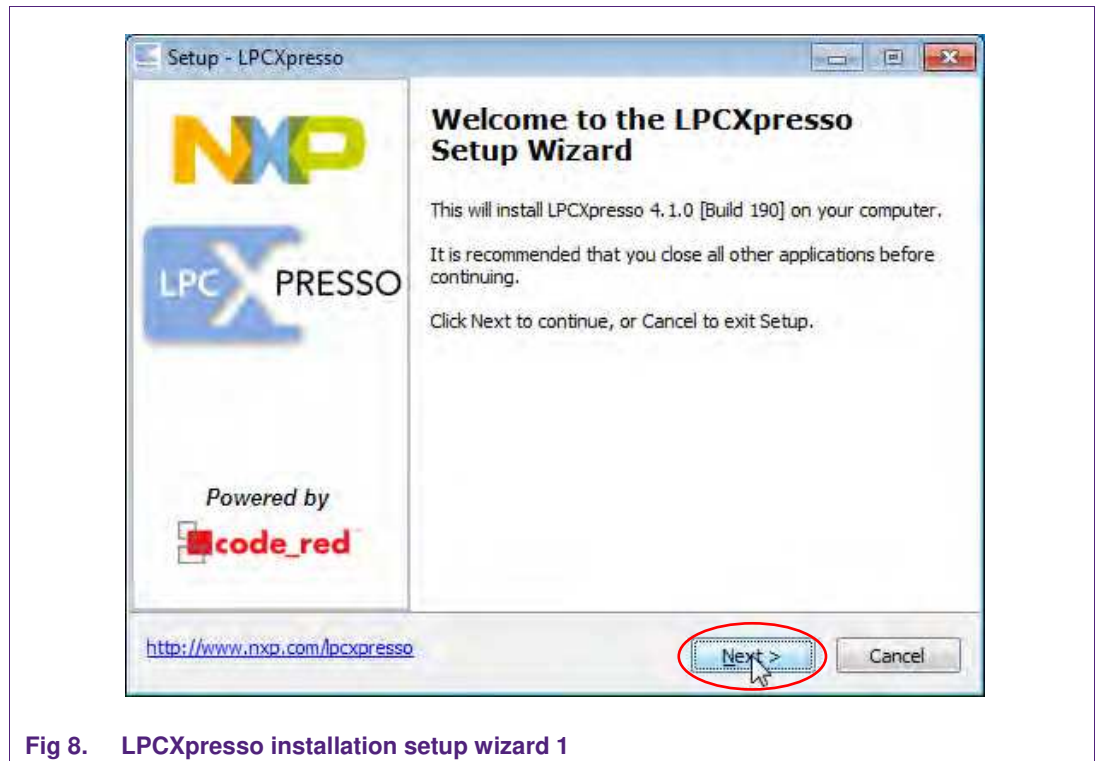 Setup - LPCXpresso
NXP
LPC XPRESSO
Powered by
code_red
Welcome to the LPCXpresso
Setup Wizard
This will install LPCXpresso 4.1.0 [Build 190] on your computer.
It is recommended that you close all other applications before
continuing.
Click Next to continue, or Cancel to exit Setup.
http://www.nxp.com/lpcxpresso
Next >
Cancel
Fig 8. LPCXpresso installation setup wizard 1